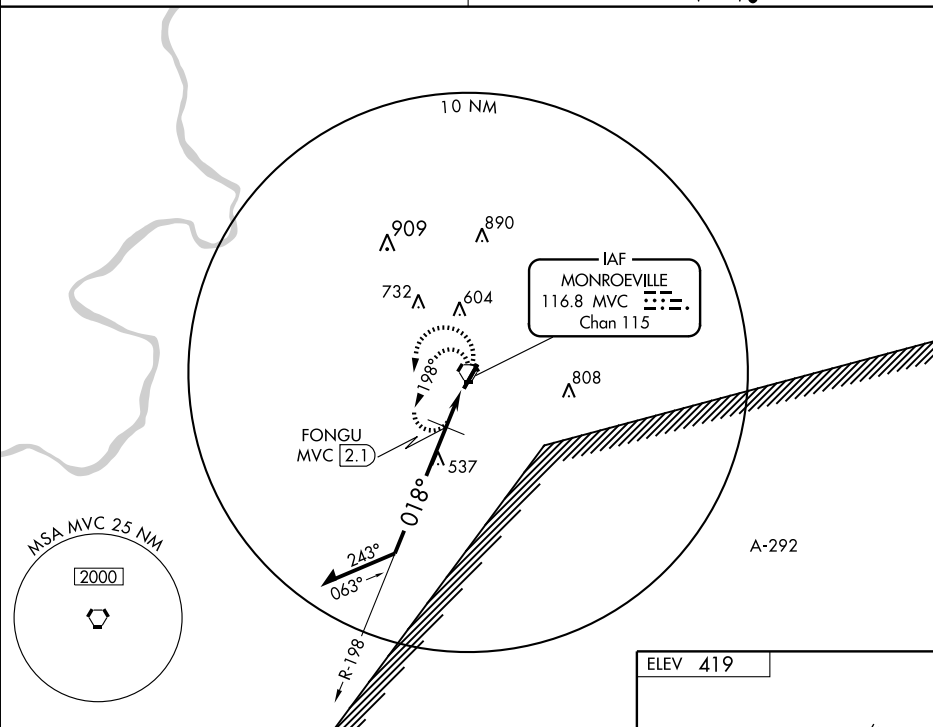 10 NM
909
890
IAF
MONROEVILLE
116.8 MVC
Chan 115
732
604
198°
808
FONGU
MVC 2.1
537
018°
MSA MVC 25 NM
2000
243°
063°
A-292
R-198
ELEV 419